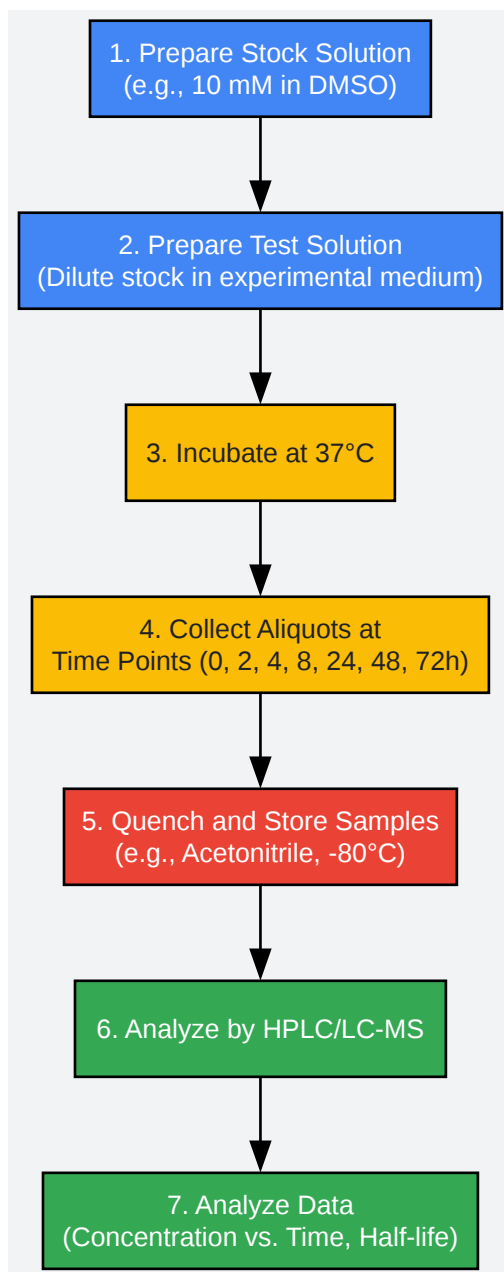 1. Prepare Stock Solution
(e.g., 10 mM in DMSO)
2. Prepare Test Solution
(Dilute stock in experimental medium)
3. Incubate at 37°C
4. Collect Aliquots at
Time Points (0, 2, 4, 8, 24, 48, 72h)
5. Quench and Store Samples
(e.g., Acetonitrile, -80°C)
6. Analyze by HPLC/LC-MS
7. Analyze Data
(Concentration vs. Time, Half-life)